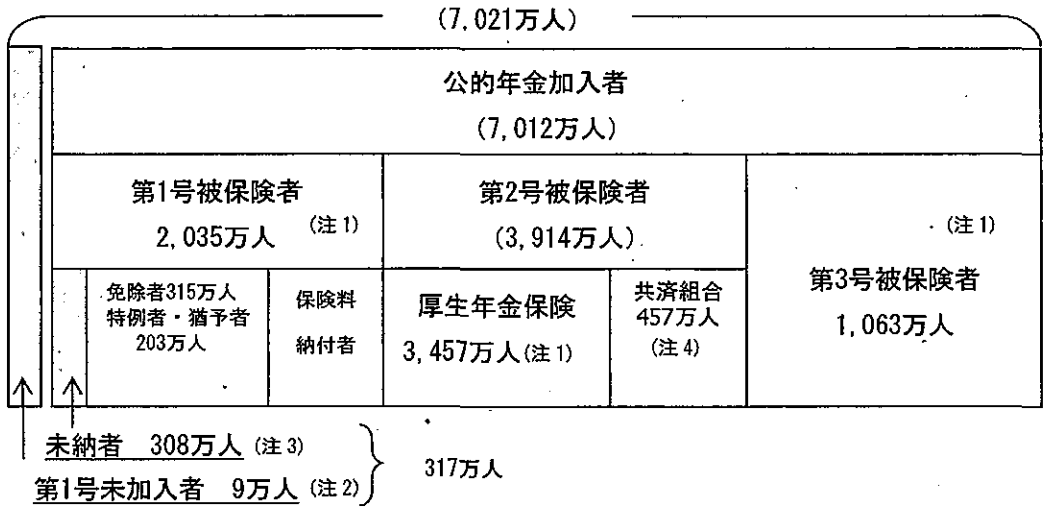 (7,021万人)
公的年金加入者
(7,012万人)
第1号被保険者
2,035万人 (注1)
第2号被保険者
(3,914万人)
(注1)
第3号被保険者
1,063万人
免除者315万人
特例者・猶予者
203万人
保険料
納付者
厚生年金保険
3,457万人(注1)
共済組合
457万人
(注4)
未納者 308万人 (注3)
第1号未加入者 9万人 (注2)
317万人